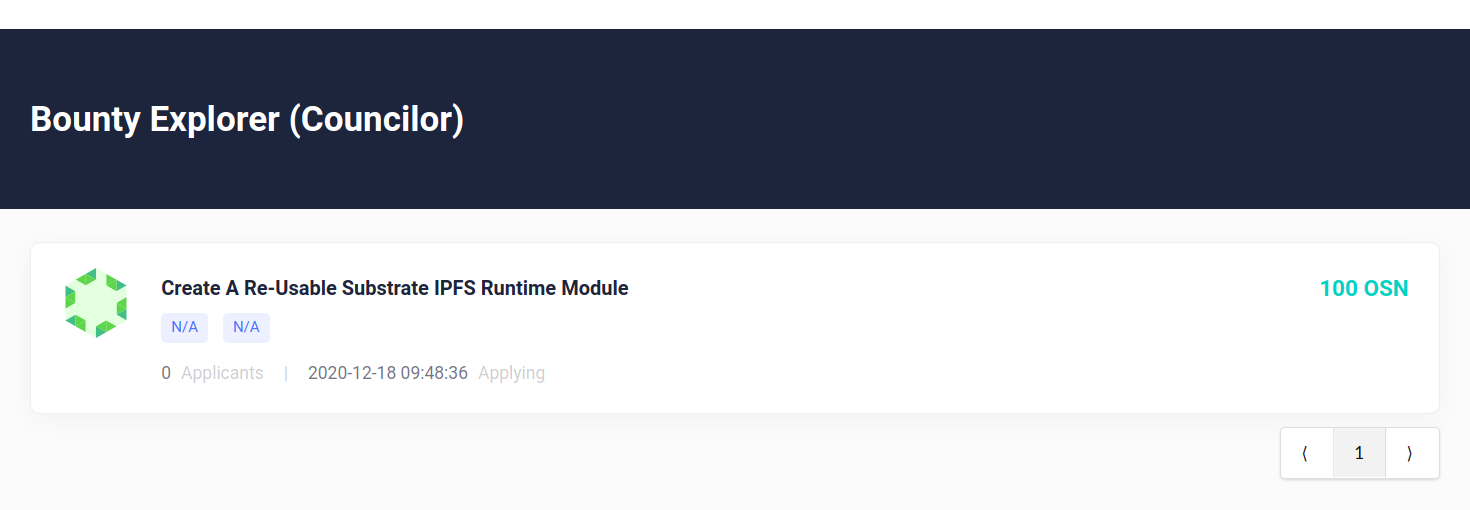 Bounty Explorer (Councilor)
Create A Re-Usable Substrate IPFS Runtime Module
100 OSN
N/A N/A
0 Applicants | 2020-12-18 09:48:36 Applying
⟨ 1 ⟩